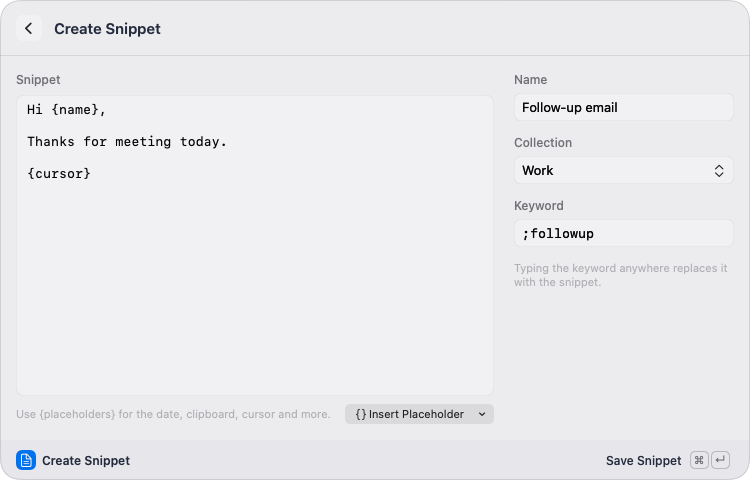 Create Snippet
Snippet
Hi {name},
Thanks for meeting today.
{cursor}
Use {placeholders} for the date, clipboard, cursor and more.
{} Insert Placeholder
Name
Follow-up email
Collection
Work
Keyword
;followup
Typing the keyword anywhere replaces it
with the snippet.
Create Snippet
Save Snippet ⌘ ↵